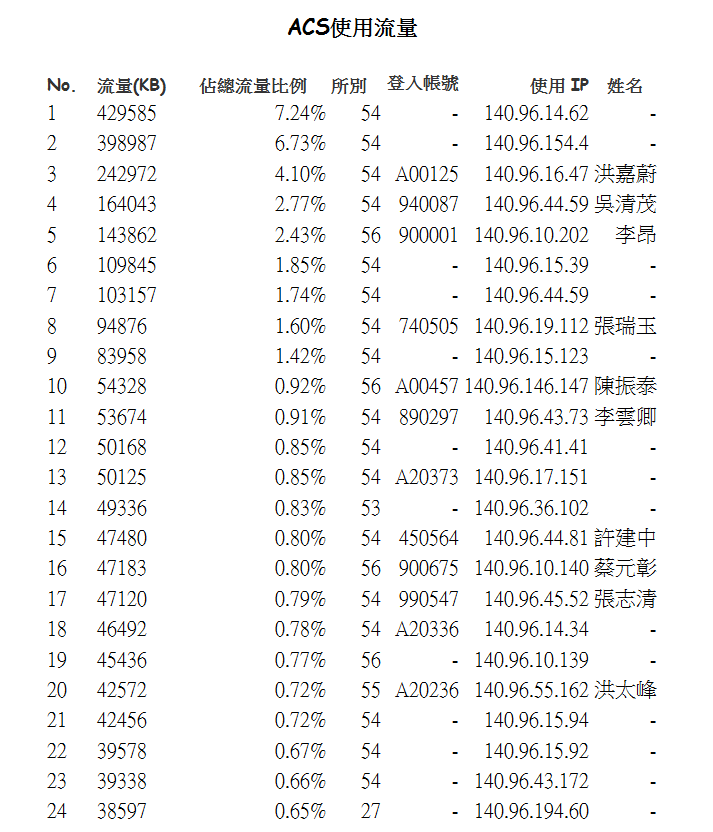 ACS使用流量
No. 流量(KB) 佔總流量比例 所別 登入帳號 使用 IP 姓名
1 429585 7.24% 54 - 140.96.14.62 -
2 398987 6.73% 54 - 140.96.154.4 -
3 242972 4.10% 54 A00125 140.96.16.47 洪嘉蔚
4 164043 2.77% 54 940087 140.96.44.59 吳清茂
5 143862 2.43% 56 900001 140.96.10.202 李昂
6 109845 1.85% 54 - 140.96.15.39 -
7 103157 1.74% 54 - 140.96.44.59 -
8 94876 1.60% 54 740505 140.96.19.112 張瑞玉
9 83958 1.42% 54 - 140.96.15.123 -
10 54328 0.92% 56 A00457 140.96.146.147 陳振泰
11 53674 0.91% 54 890297 140.96.43.73 李雲卿
12 50168 0.85% 54 - 140.96.41.41 -
13 50125 0.85% 54 A20373 140.96.17.151 -
14 49336 0.83% 53 - 140.96.36.102 -
15 47480 0.80% 54 450564 140.96.44.81 許建中
16 47183 0.80% 56 900675 140.96.10.140 蔡元彰
17 47120 0.79% 54 990547 140.96.45.52 張志清
18 46492 0.78% 54 A20336 140.96.14.34 -
19 45436 0.77% 56 - 140.96.10.139 -
20 42572 0.72% 55 A20236 140.96.55.162 洪太峰
21 42456 0.72% 54 - 140.96.15.94 -
22 39578 0.67% 54 - 140.96.15.92 -
23 39338 0.66% 54 - 140.96.43.172 -
24 38597 0.65% 27 - 140.96.194.60 -